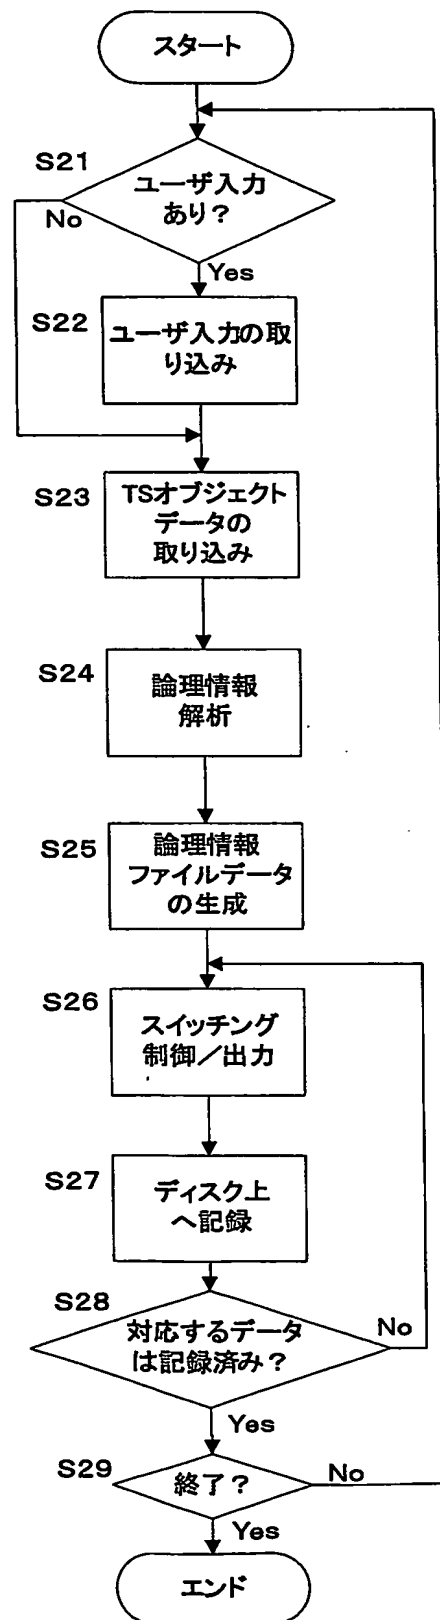 スタート
S21
ユーザ入力
あり?
No
Yes
S22
ユーザ入力の取
り込み
S23
TSオブジェクト
データの
取り込み
S24
論理情報
解析
S25
論理情報
ファイルデータ
の生成
S26
スイッチング
制御/出力
S27
ディスク上
へ記録
S28
対応するデータ
は記録済み?
No
Yes
S29
終了?
No
Yes
エンド